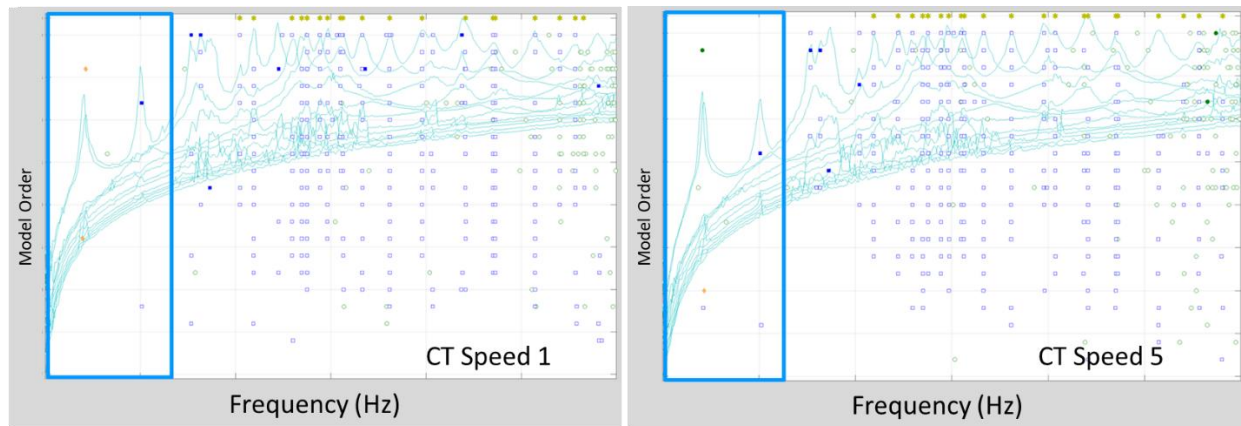 Model Order
CT Speed 1
Frequency (Hz)
Model Order
CT Speed 5
Frequency (Hz)